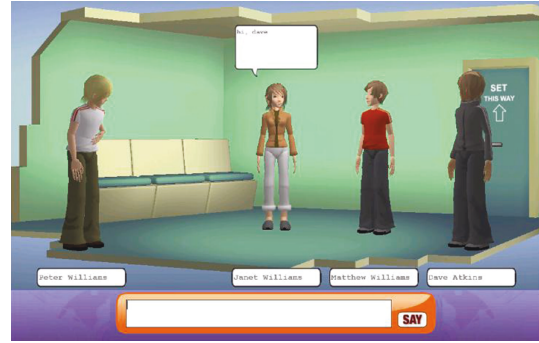 hi, dave
SET
THIS WAY
Peter Williams
Janet Williams
Matthew Williams
Dave Atkins
SAY